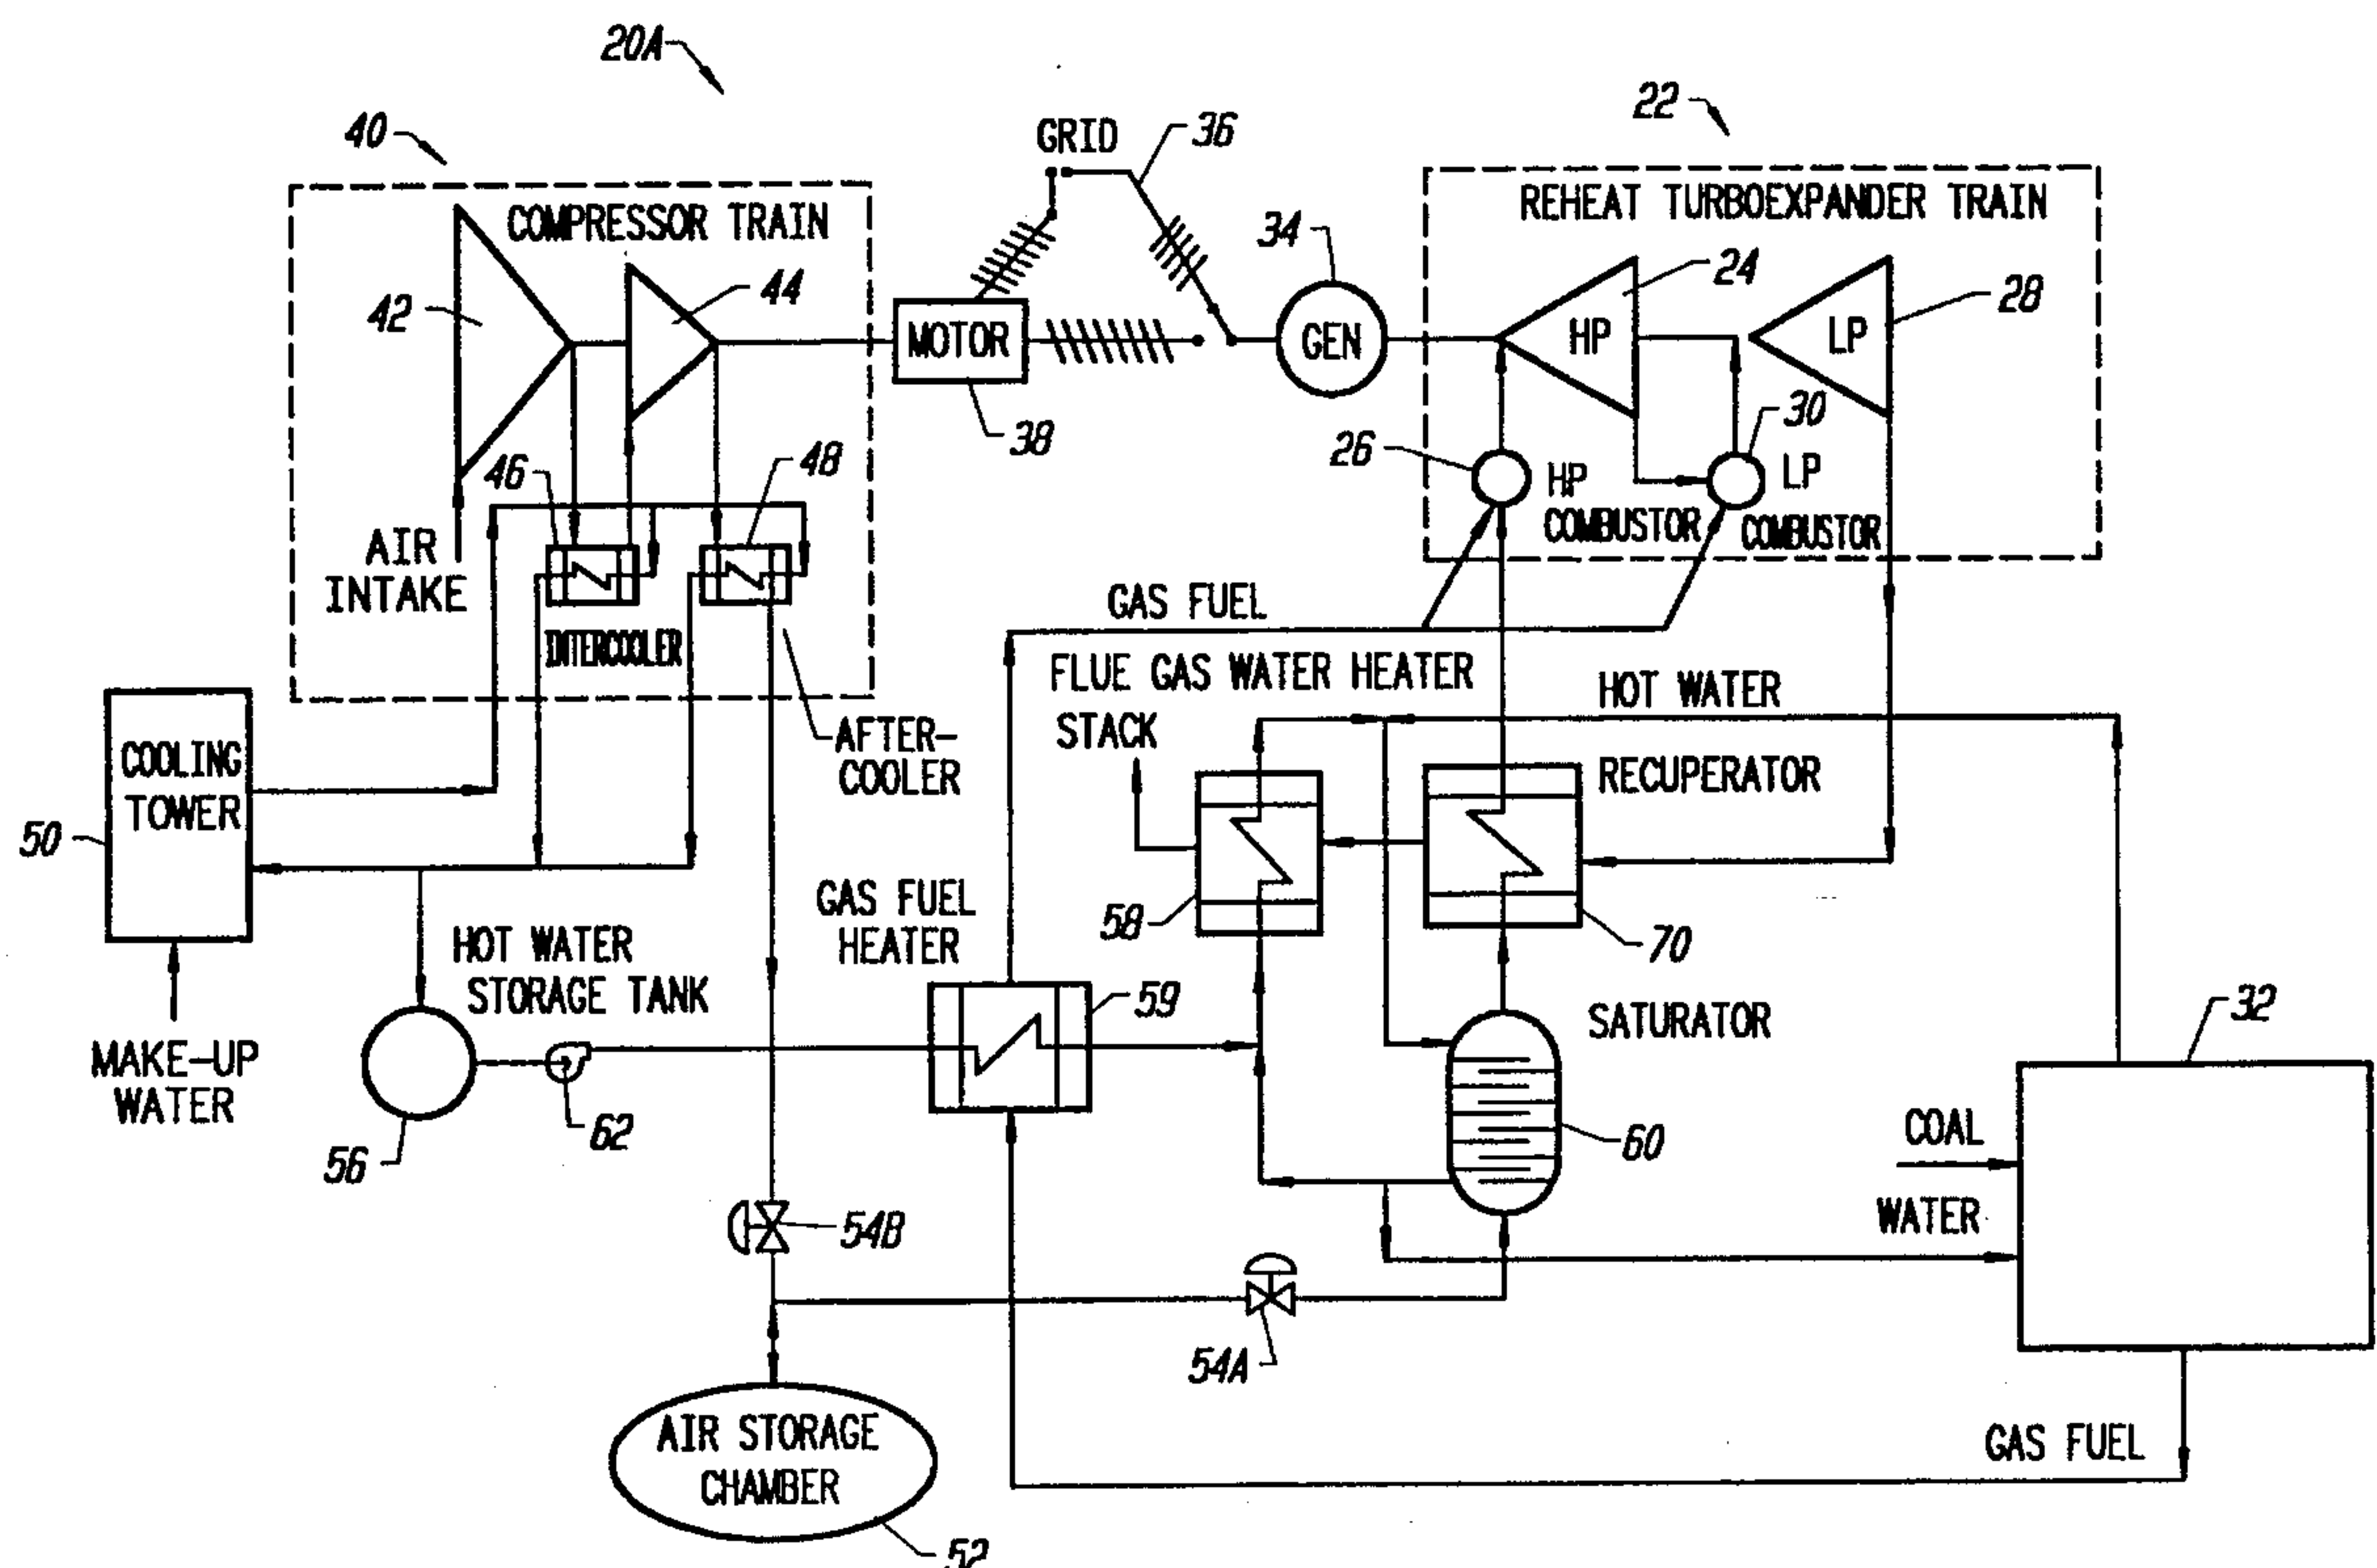 20A
22
40
GRID
36
COMPRESSOR TRAIN
REHEAT TURBOEXPANDER TRAIN
34
24
44
28
42
MOTOR
GEN
HP
LP
38
30
26
46
48
HP
COMBUSTOR
LP
COMBUSTOR
AIR
INTAKE
INTERCOOLER
GAS FUEL
FLUE GAS WATER HEATER
HOT WATER
STACK
AFTER-
COOLER
COOLING
TOWER
50
RECUPERATOR
GAS FUEL
HEATER
58
70
HOT WATER
STORAGE TANK
59
SATURATOR
32
MAKE-UP
WATER
62
56
60
COAL
WATER
54B
54A
AIR STORAGE
CHAMBER
GAS FUEL
52